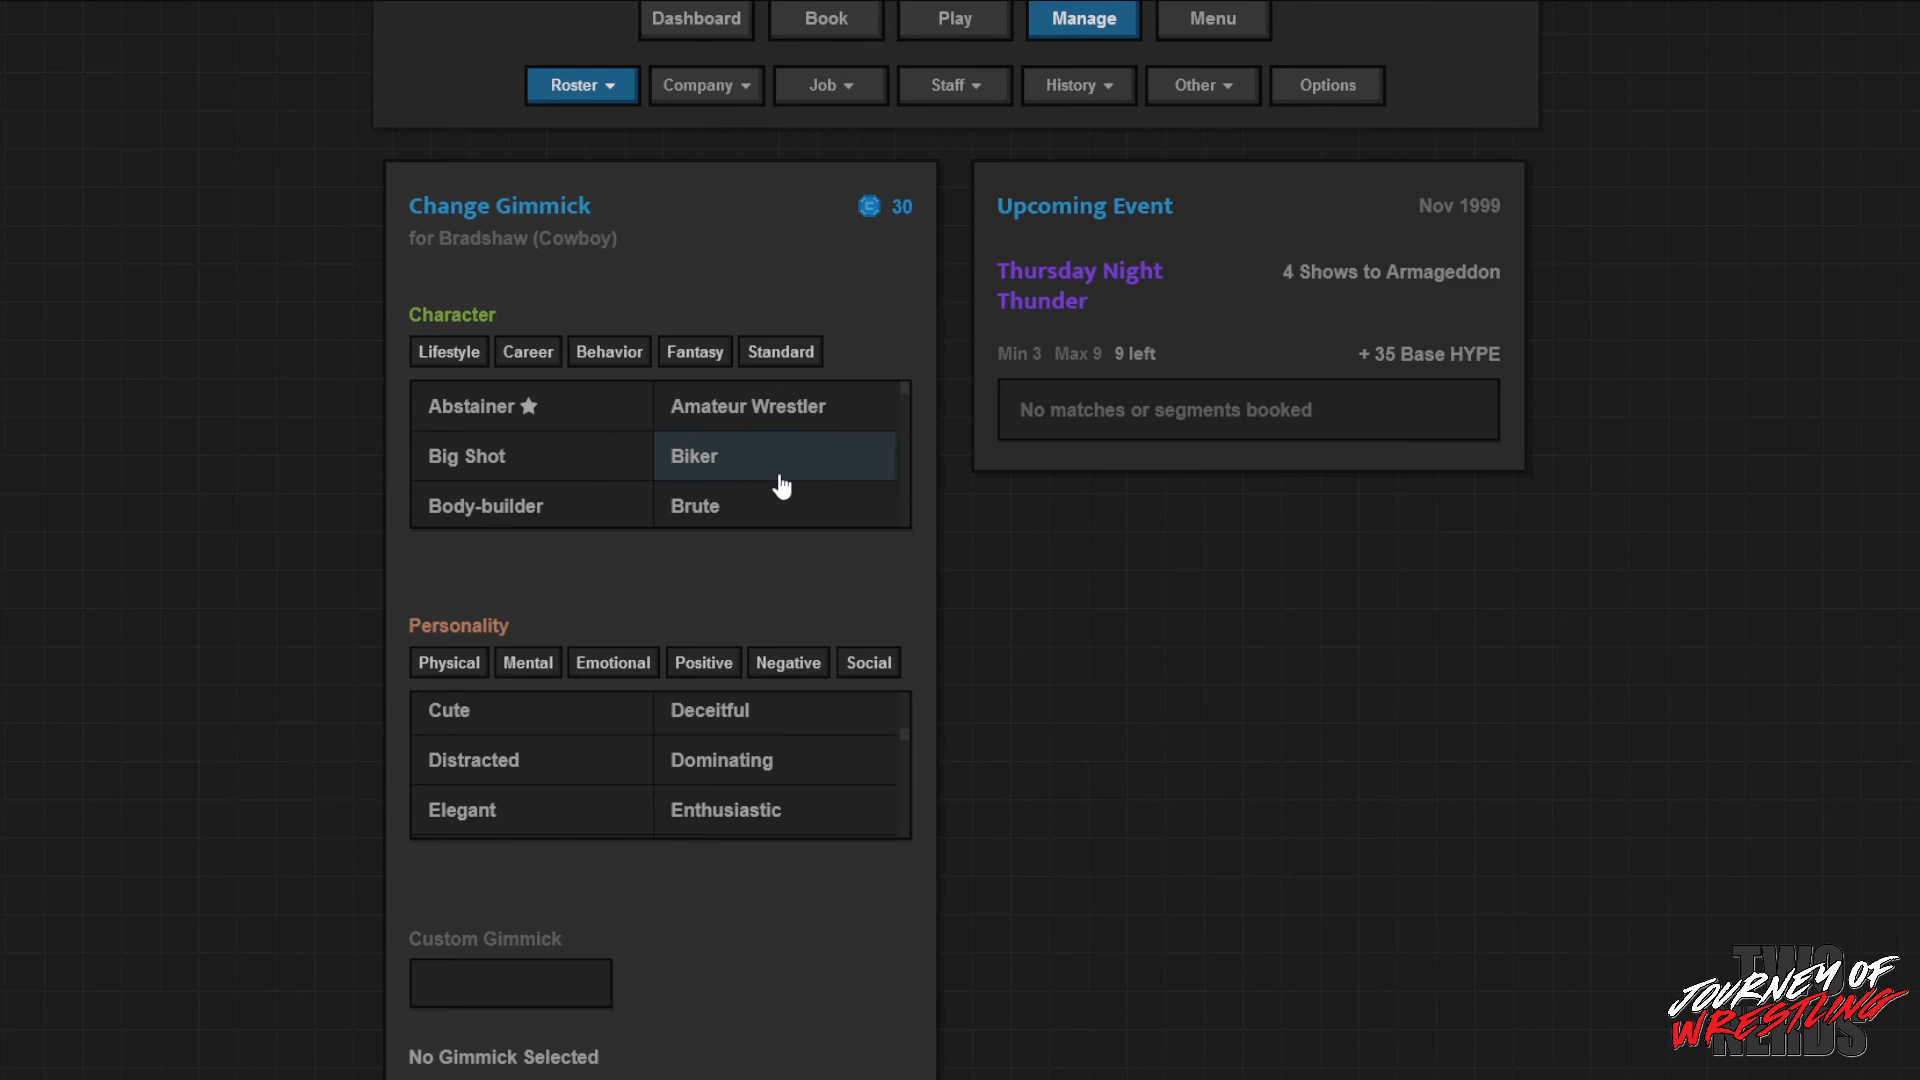 Dashboard Book Play Manage Menu
Roster Company Job Staff History Other Options
Change Gimmick 30
for Bradshaw (Cowboy)
Character
Lifestyle Career Behavior Fantasy Standard
Abstainer Amateur Wrestler
Big Shot Biker
Body-builder Brute
Personality
Physical Mental Emotional Positive Negative Social
Cute Deceitful
Distracted Dominating
Elegant Enthusiastic
Custom Gimmick
No Gimmick Selected
Upcoming Event Nov 1999
Thursday Night
Thunder
4 Shows to Armageddon
Min 3 Max 9 9 left + 35 Base HYPE
No matches or segments booked
TWO
JOURNEY OF
WRESTLING
NERDS